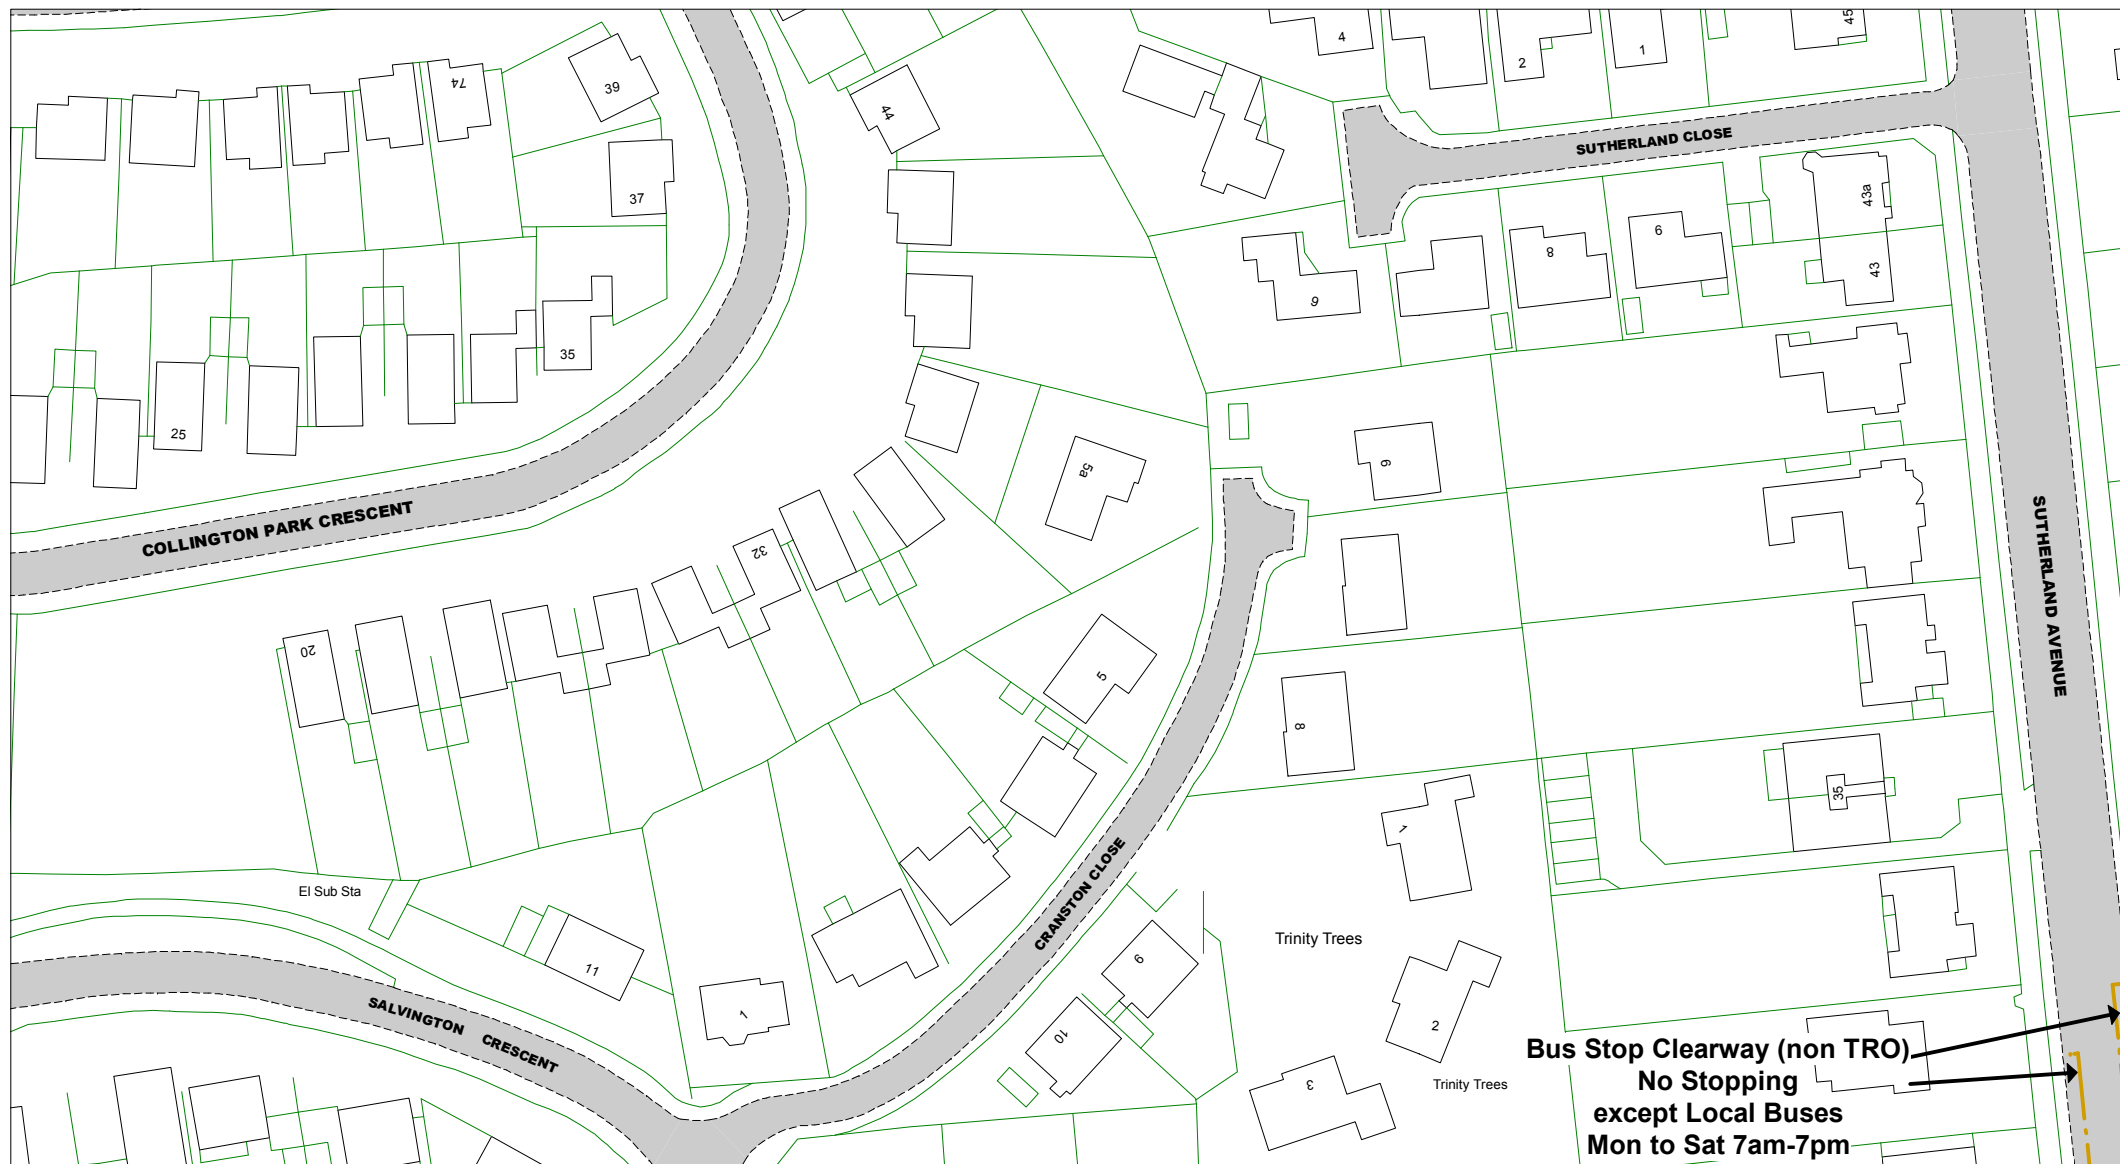 4
2
1
45
39
74
44
37
SUTHERLAND CLOSE
43a
43
6
8
9
35
25
5a
6
COLLINGTON PARK CRESCENT
32
20
5
SUTHERLAND AVENUE
8
35
1
CRANSTON CLOSE
El Sub Sta
11
Trinity Trees
9
SALVINGTON CRESCENT
1
10
2
3
Trinity Trees
Bus Stop Clearway (non TRO)
No Stopping
except Local Buses
Mon to Sat 7am-7pm